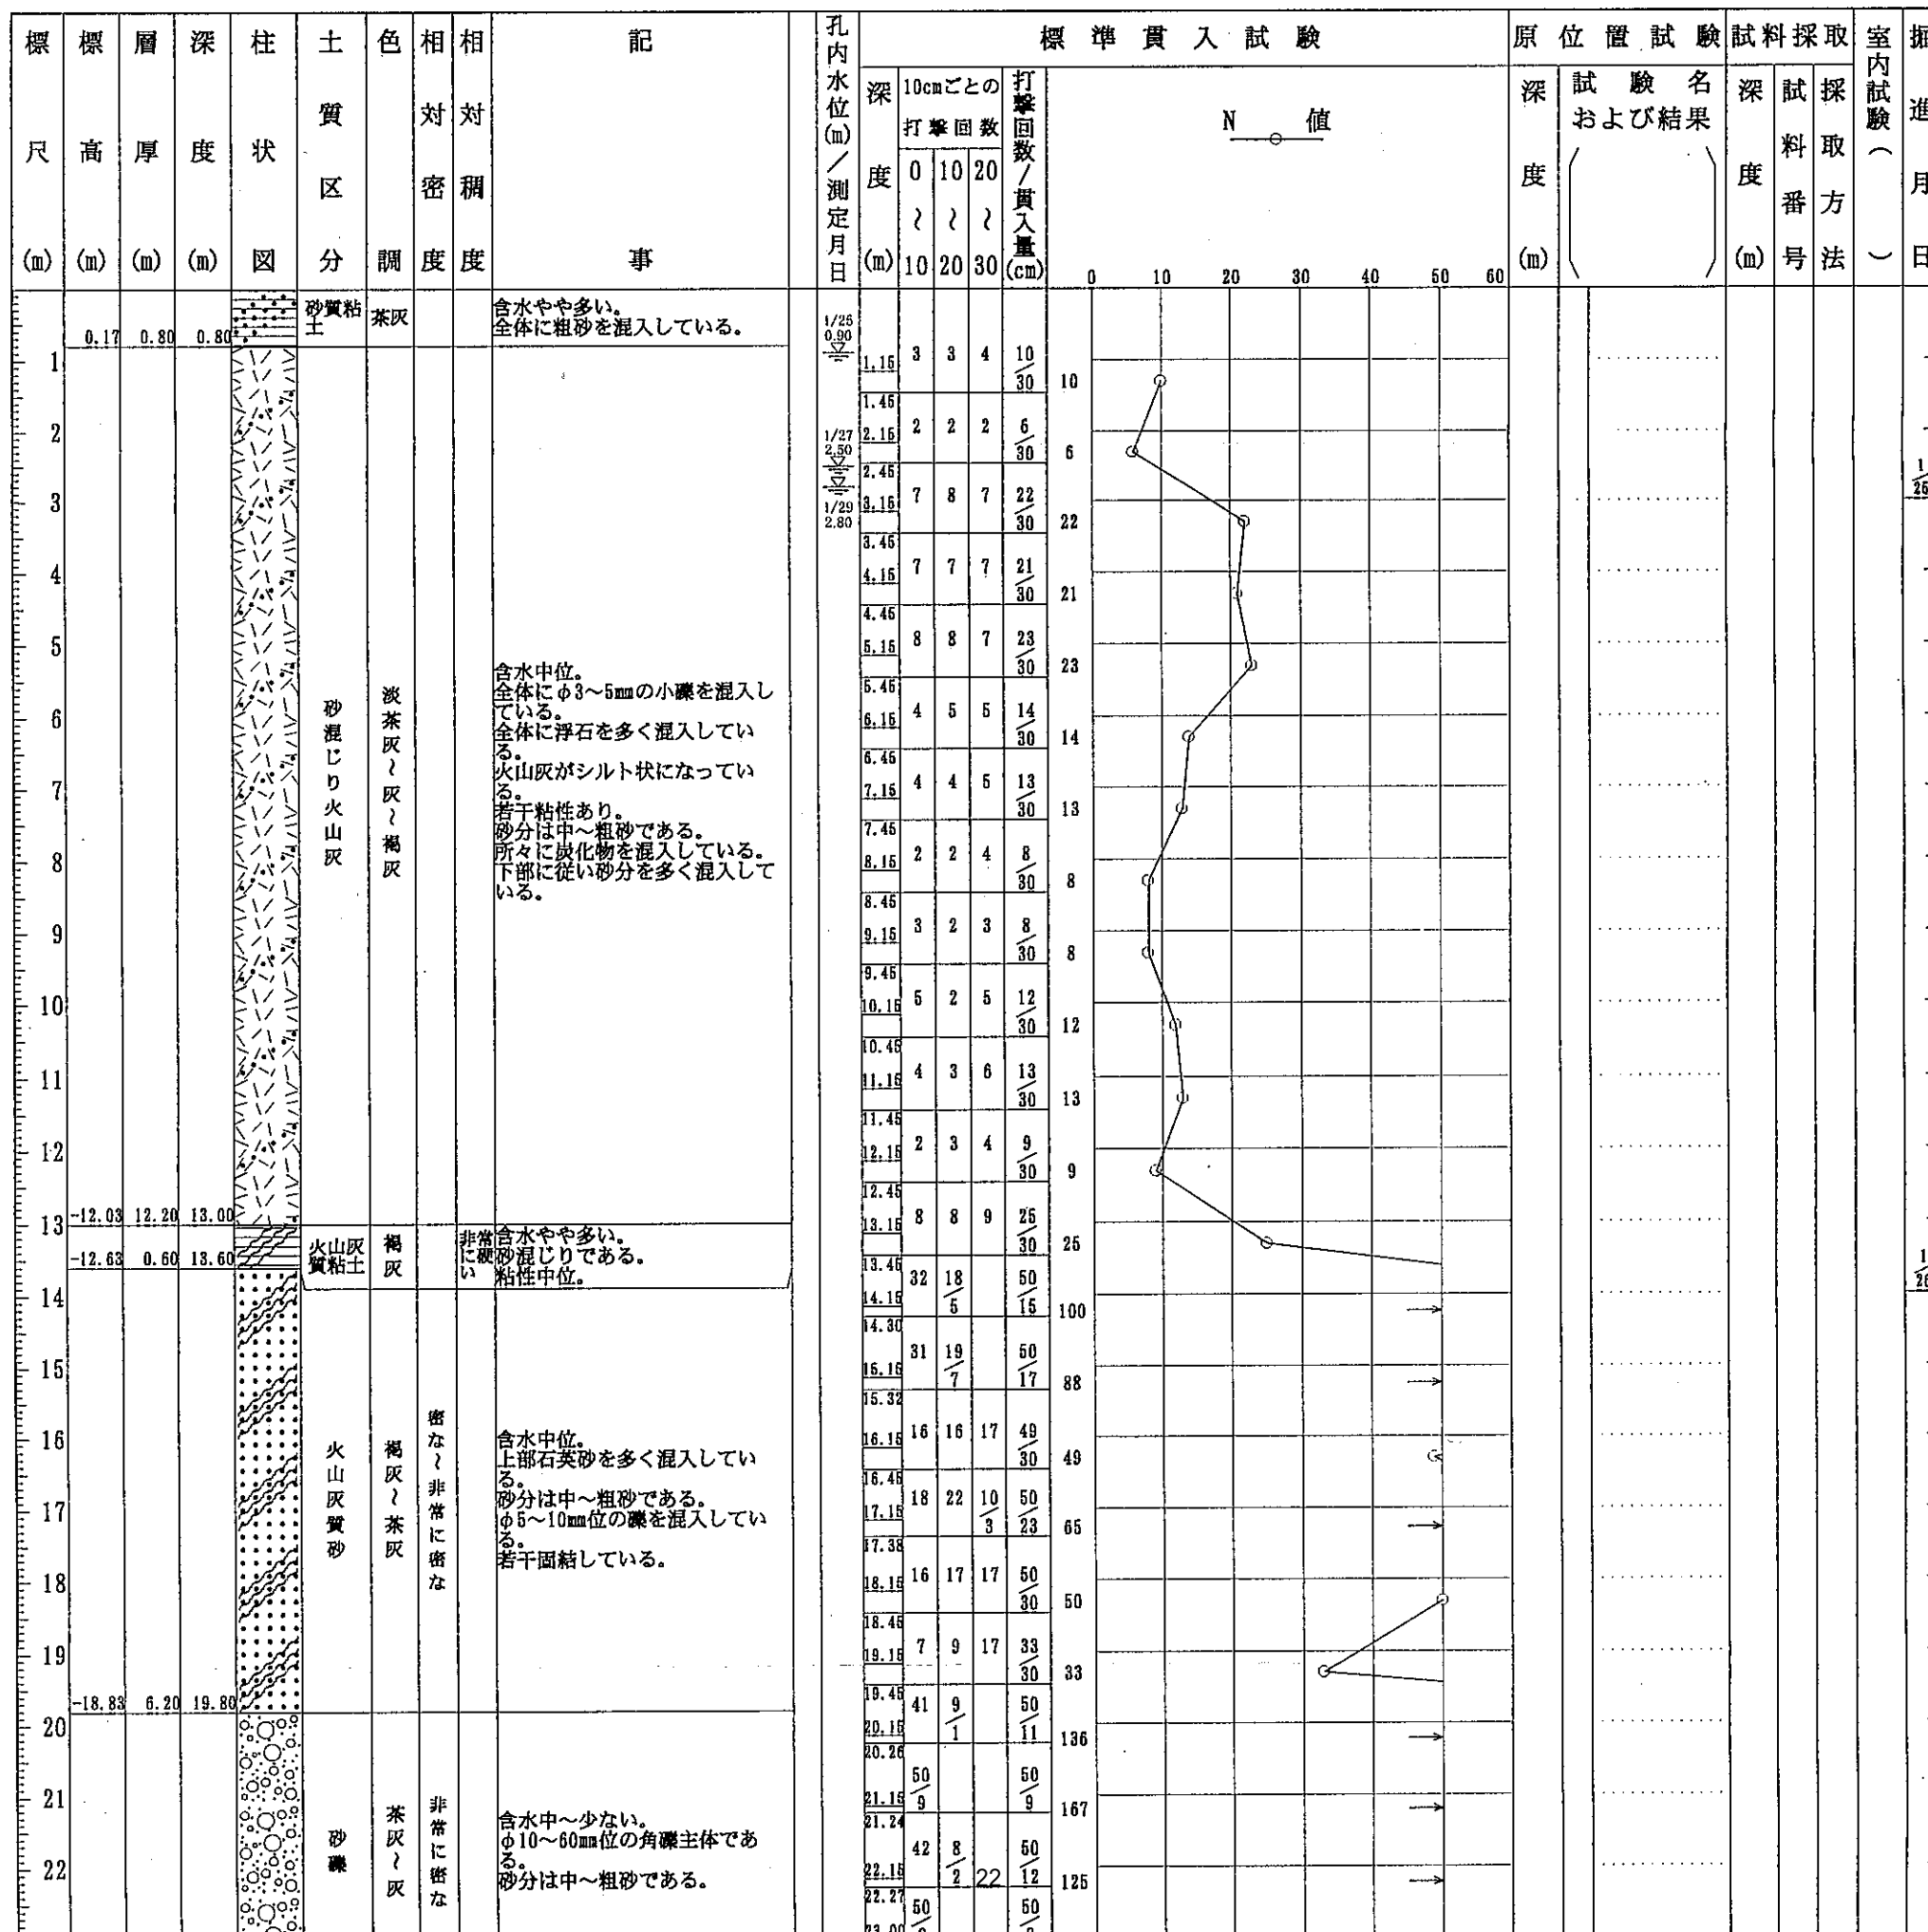 標尺(m) 標高(m) 層厚(m) 深度(m) 柱状図 土質区分 色調 相対密度 相対稠度 記事 孔内水位(m)/測定月日 標準貫入試験 原位置試験 試料採取 室内試験( ) 進月日
深度(m) 10cmごとの打撃回数 打撃回数/貫入量(cm) N値 深度(m) 試験名および結果 深度(m) 試料番号 採取方法
0~10 10~20 20~30
0 10 20 30 40 50 60
砂質粘土 茶灰
含水やや多い。
全体に粗砂を混入している。
0.17 0.80 0.80
1/26
0.90
1 1.15 3 3 4 10/30 10
1.45
2 2.15 2 2 2 6/30 6
1/27
2.50
2.45
3 3.15 7 8 7 22/30 22
1/29
2.80
3.45
4 4.15 7 7 7 21/30 21
4.45
5 5.15 8 8 7 23/30 23
5.45
6 6.15 4 5 5 14/30 14
6.45
7 7.15 4 4 5 13/30 13
7.45
8 8.15 2 2 4 8/30 8
8.45
9 9.15 3 2 3 8/30 8
9.45
10 10.15 5 2 5 12/30 12
10.45
11 11.15 4 3 6 13/30 13
11.45
12 12.15 2 3 4 9/30 9
12.45
砂混じり火山灰 淡茶灰~灰~褐灰
含水中位。
全体にφ3~5mmの小礫を混入し
ている。
全体に浮石を多く混入してい
る。
火山灰がシルト状になってい
る。
若干粘性あり。
砂分は中~粗砂である。
所々に炭化物を混入している。
下部に従い砂分を多く混入して
いる。
-12.03 12.20 13.00
13 13.15 8 8 9 25/30 25
13.45
火山灰質粘土 褐灰 非常に硬い
含水やや多い。
砂混じりである。
粘性中位。
-12.63 0.60 13.60
14 14.15 32 18/5 50/15 100
14.30
15 15.15 31 19/7 50/17 88
15.32
16 16.15 16 16 17 49/30 49
16.45
17 17.15 18 22 10/3 50/23 65
17.38
18 18.15 16 17 17 50/30 50
18.45
19 19.15 7 9 17 33/30 33
19.45
火山灰質砂 褐灰~茶灰 密な~非常に密な
含水中位。
上部石英砂を多く混入してい
る。
砂分は中~粗砂である。
φ5~10mm位の礫を混入してい
る。
若干固結している。
-18.83 6.20 19.80
20 20.15 41 9/1 50/11 136
20.26
21 21.15 50/9 50/9 167
21.24
22 22.15 42 8/2 22 50/12 125
22.27
50 50
砂礫 茶灰~灰 非常に密な
含水中~少ない。
φ10~60mm位の角礫主体であ
る。
砂分は中~粗砂である。